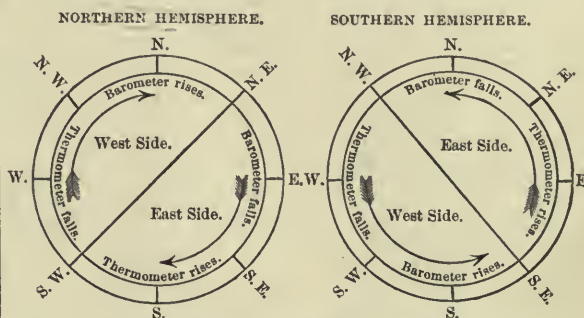 NORTHERN HEMISPHERE.
N.
N. W.
N. E.
Barometer rises.
Thermometer falls.
West Side.
Barometer falls.
W.
E.
East Side.
Thermometer rises.
S. W.
S. E.
S.
SOUTHERN HEMISPHERE.
N.
N. W.
N. E.
Barometer falls.
Thermometer falls.
East Side.
Thermometer rises.
W.
E
West Side.
Barometer rises.
S. W.
S. E.
S.